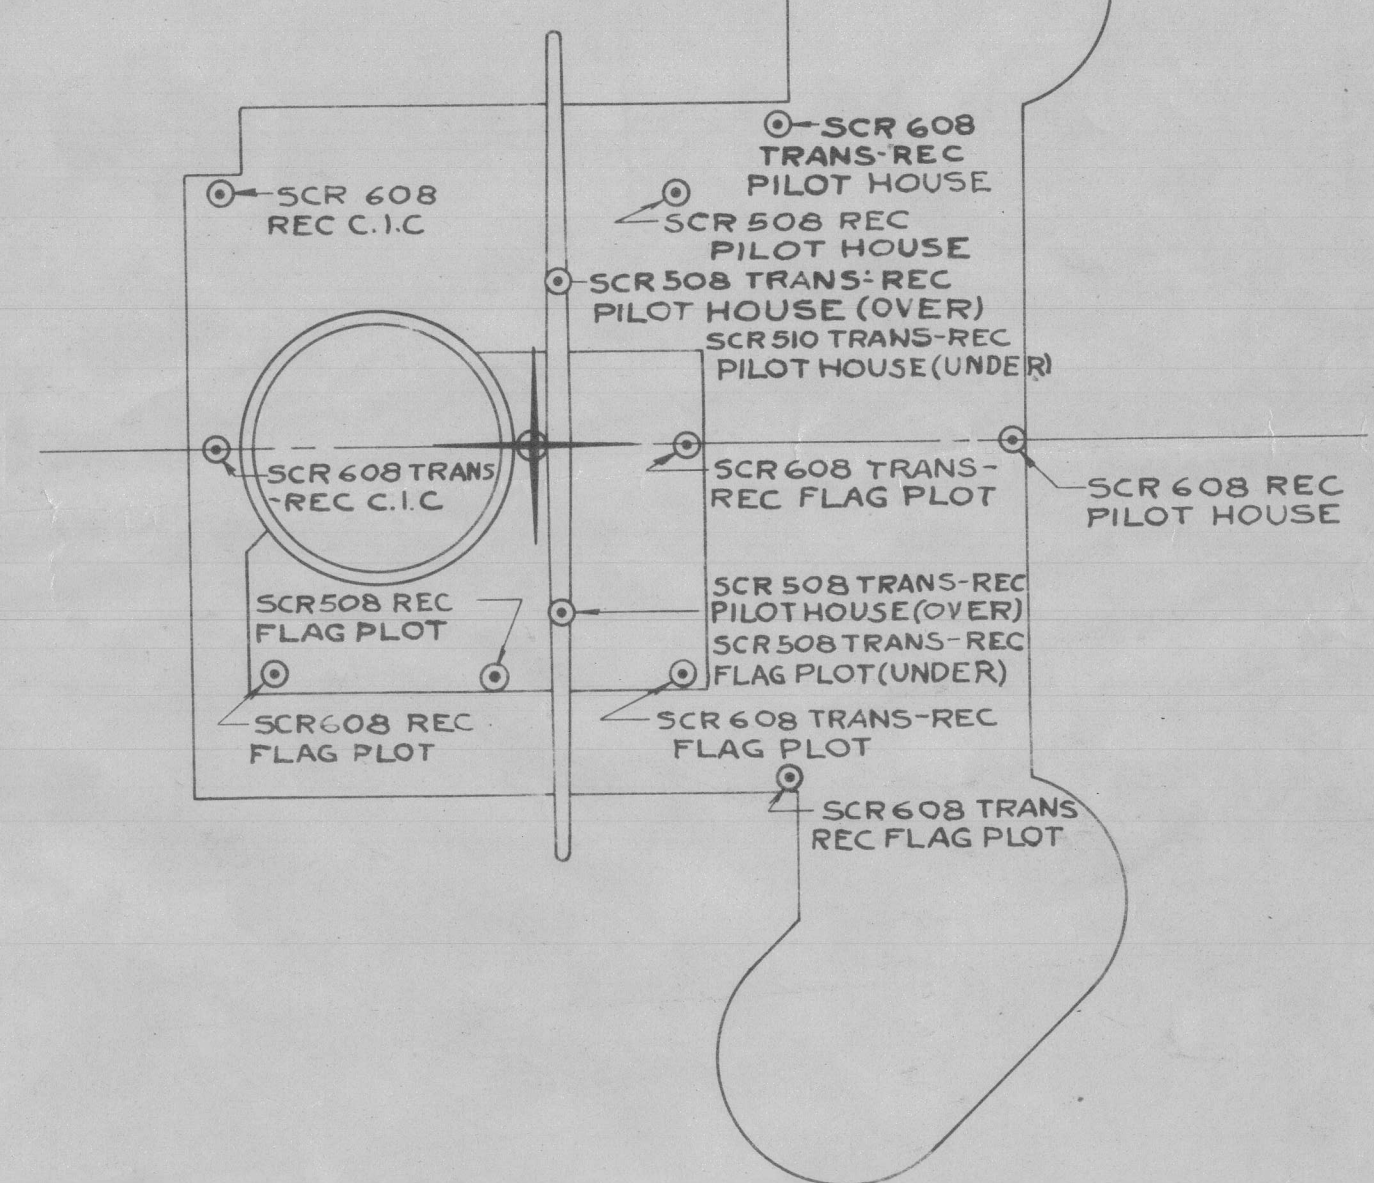 SCR 608
TRANS-REC
PILOT HOUSE
SCR 608
REC C.I.C
SCR 508 REC
PILOT HOUSE
SCR 508 TRANS-REC
PILOT HOUSE (OVER)
SCR 510 TRANS-REC
PILOT HOUSE (UNDER)
SCR 608 TRANS
-REC C.I.C
SCR 608 TRANS-
REC FLAG PLOT
SCR 608 REC
PILOT HOUSE
SCR 508 REC
FLAG PLOT
SCR 508 TRANS-REC
PILOT HOUSE (OVER)
SCR 508 TRANS-REC
FLAG PLOT (UNDER)
SCR 608 REC
FLAG PLOT
SCR 608 TRANS-REC
FLAG PLOT
SCR 608 TRANS
REC FLAG PLOT